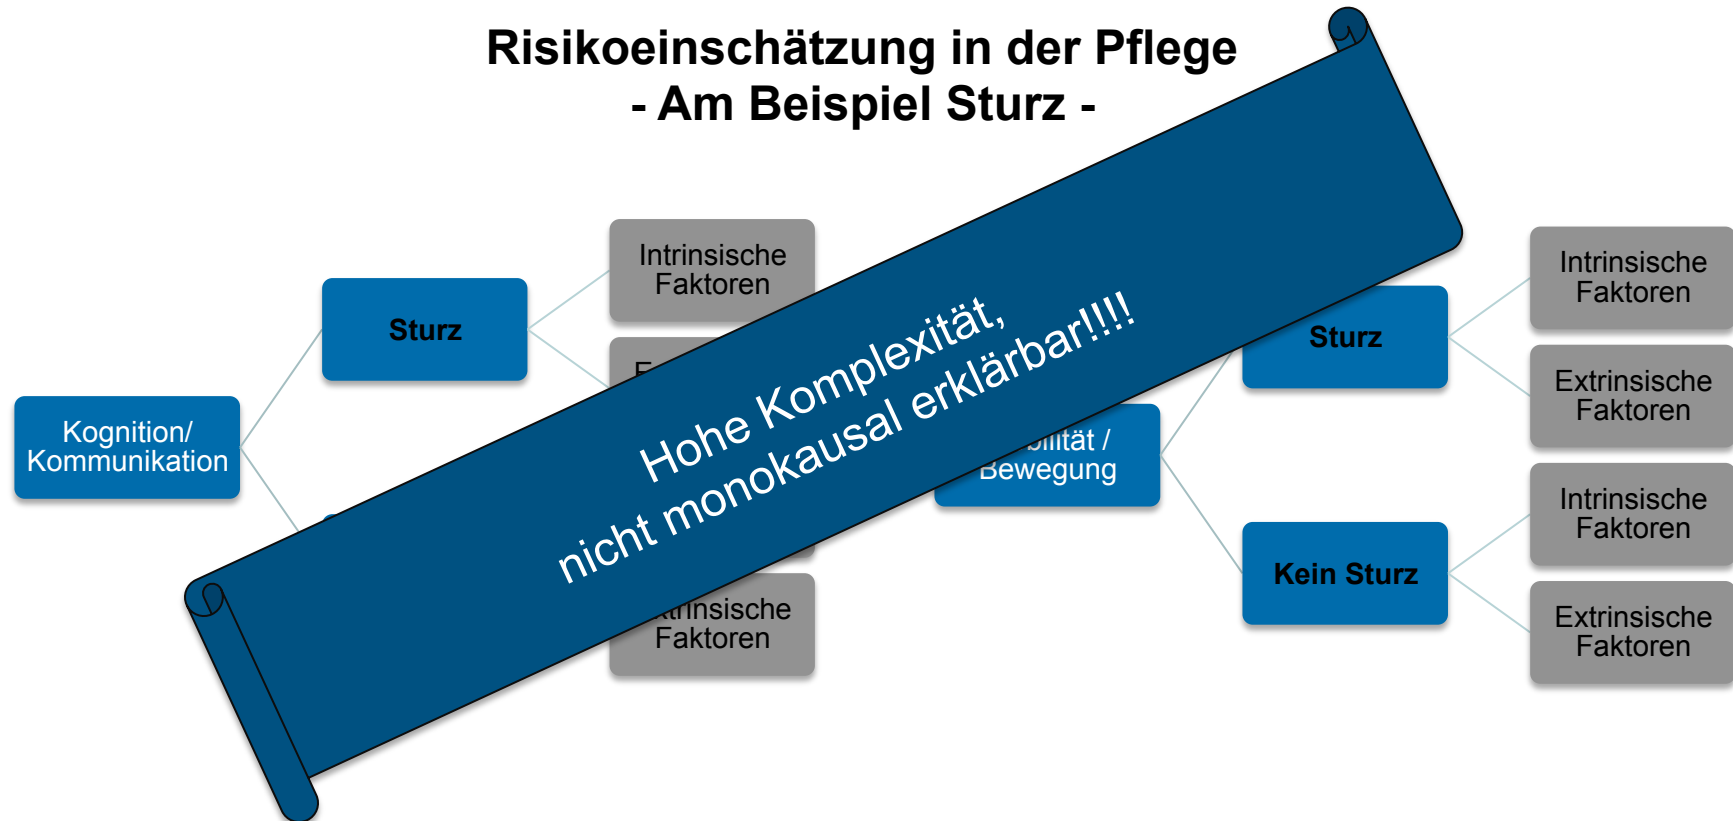 Risikoeinschätzung in der Pflege
- Am Beispiel Sturz -
Kognition/
Kommunikation
Sturz
Intrinsische
Faktoren
Faktoren
Hohe Komplexität,
nicht monokausal erklärbar!!!!
Bewegung
Sturz
Intrinsische
Faktoren
Extrinsische
Faktoren
Kein Sturz
Intrinsische
Faktoren
Extrinsische
Faktoren